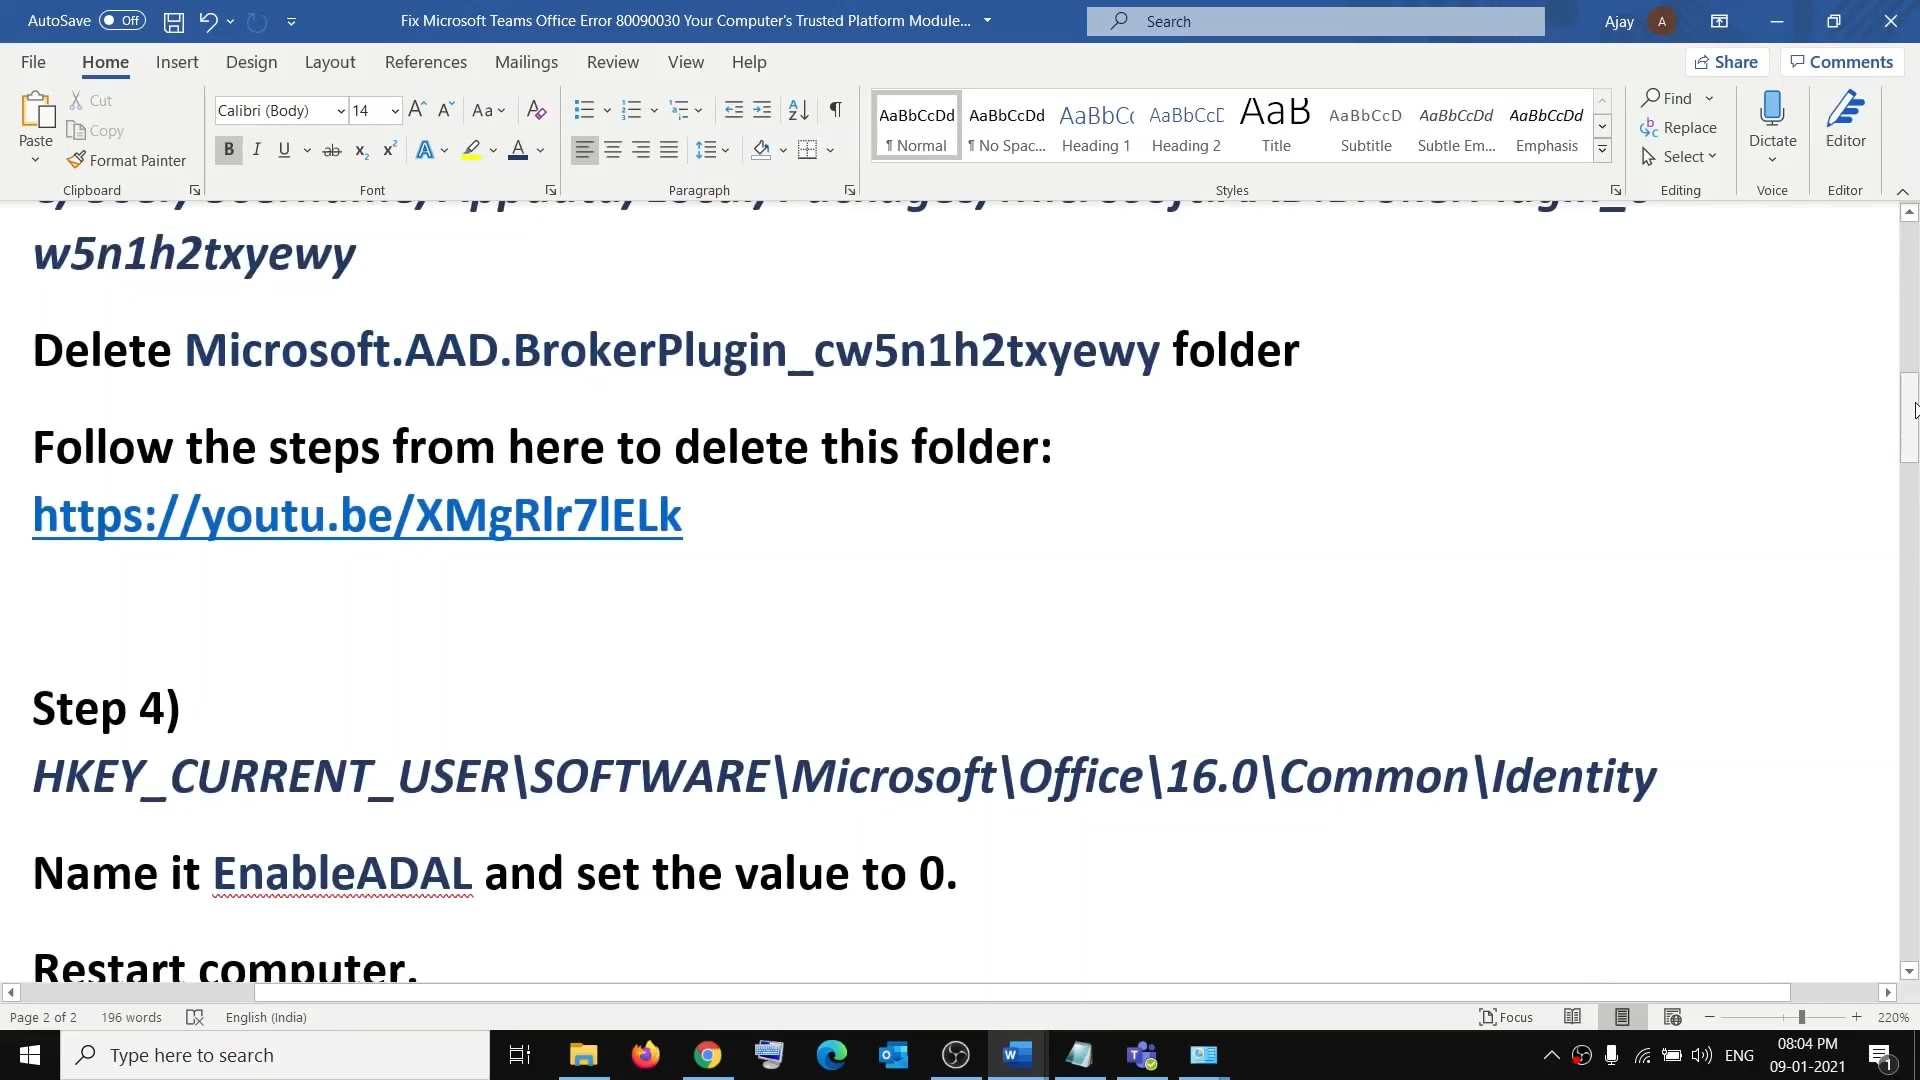 AutoSave Off Fix Microsoft Teams Office Error 80090030 Your Computer's Trusted Platform Module... Search Ajay A
File Home Insert Design Layout References Mailings Review View Help Share Comments
Paste Cut Copy Format Painter
Calibri (Body) 14 Aa
B I U ab x₂ x² A A
AaBbCcDd AaBbCcDd AaBbCc AaBbCcD AaB AaBbCcD AaBbCcDd AaBbCcDd
¶ Normal ¶ No Spac... Heading 1 Heading 2 Title Subtitle Subtle Em... Emphasis
Find Replace Select Dictate Editor
Clipboard Font Paragraph Styles Editing Voice Editor
w5n1h2txyewy
Delete Microsoft.AAD.BrokerPlugin_cw5n1h2txyewy folder
Follow the steps from here to delete this folder:
https://youtu.be/XMgRlr7lELk
Step 4)
HKEY_CURRENT_USER\SOFTWARE\Microsoft\Office\16.0\Common\Identity
Name it EnableADAL and set the value to 0.
Restart computer.
Page 2 of 2 196 words English (India) Focus 220%
Type here to search ENG 08:04 PM
09-01-2021 1